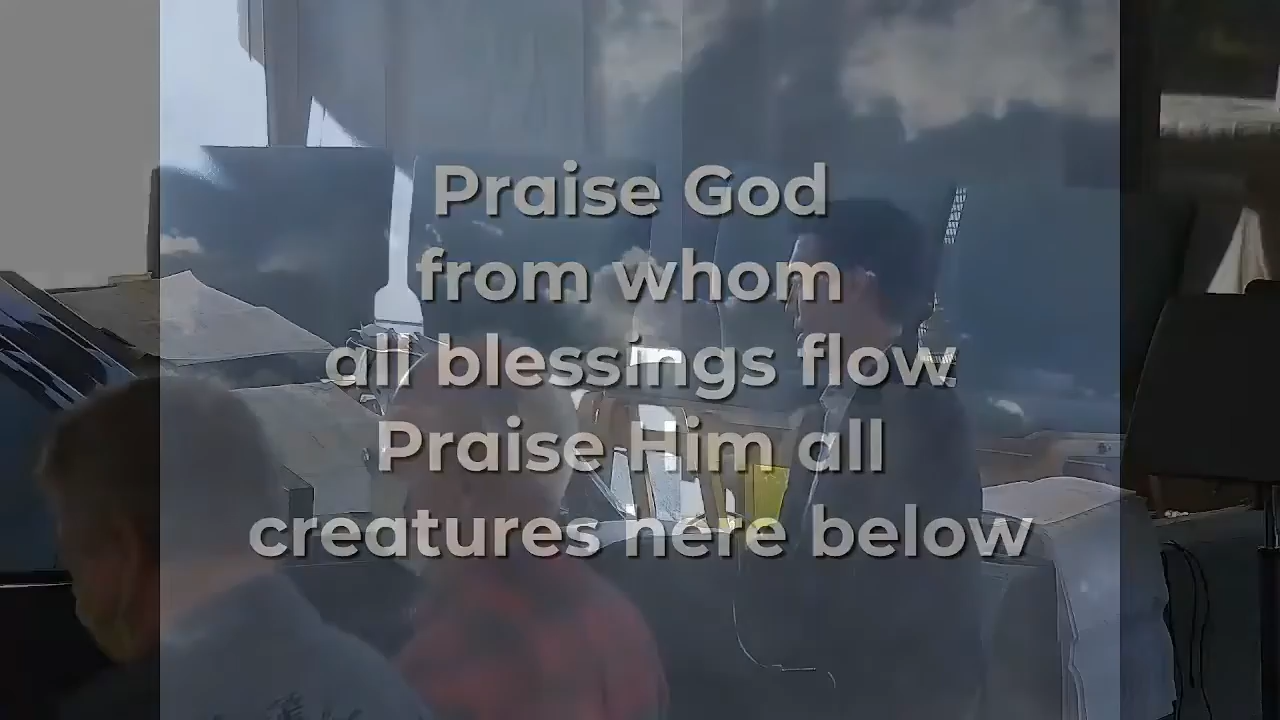 Praise God
from whom
all blessings flow
Praise Him all
creatures here below